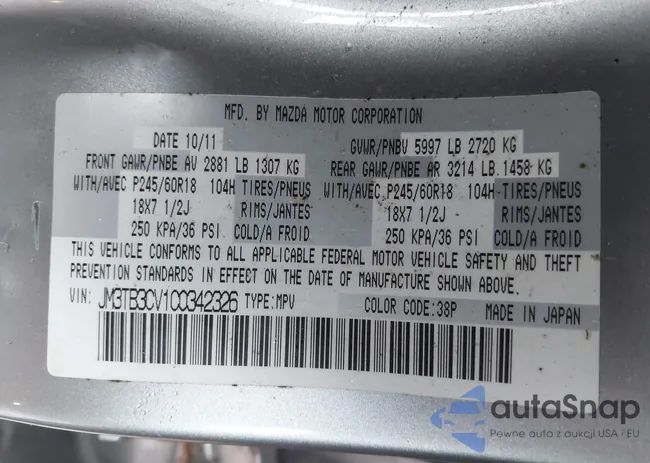 MFD. BY MAZDA MOTOR CORPORATION
DATE 10/11 GVWR/PNBV 5997 LB 2720 KG
FRONT GAWR/PNBE AV 2881 LB 1307 KG REAR GAWR/PNBE AR 3214 LB 1458 KG
WITH/AVEC P245/60R18 104H TIRES/PNEUS WITH/AVEC P245/60R18 104H TIRES/PNEUS
18X7 1/2J RIMS/JANTES 18X7 1/2J RIMS/JANTES
250 KPA/36 PSI COLD/A FROID 250 KPA/36 PSI COLD/A FROID
THIS VEHICLE CONFORMS TO ALL APPLICABLE FEDERAL MOTOR VEHICLE SAFETY AND THEFT
PREVENTION STANDARDS IN EFFECT ON THE DATE OF MANUFACTURE SHOWN ABOVE.
VIN: JM3TB3CV1C0342326 TYPE:MPV COLOR CODE:38P MADE IN JAPAN
autaSnap
Pewne auta z aukcji USA i EU